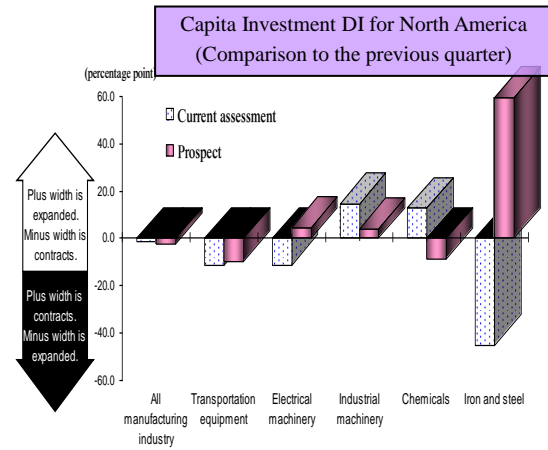 Capita Investment DI for North America
(Comparison to the previous quarter)
(percentage point)
60.0
40.0
20.0
0.0
-20.0
-40.0
-60.0
Current assessment
Prospect
Plus width is
expanded.
Minus width is
contracts.
Plus width is
contracts.
Minus width is
expanded.
All
manufacturing
industry
Transportation
equipment
Electrical
machinery
Industrial
machinery
Chemicals
Iron and steel